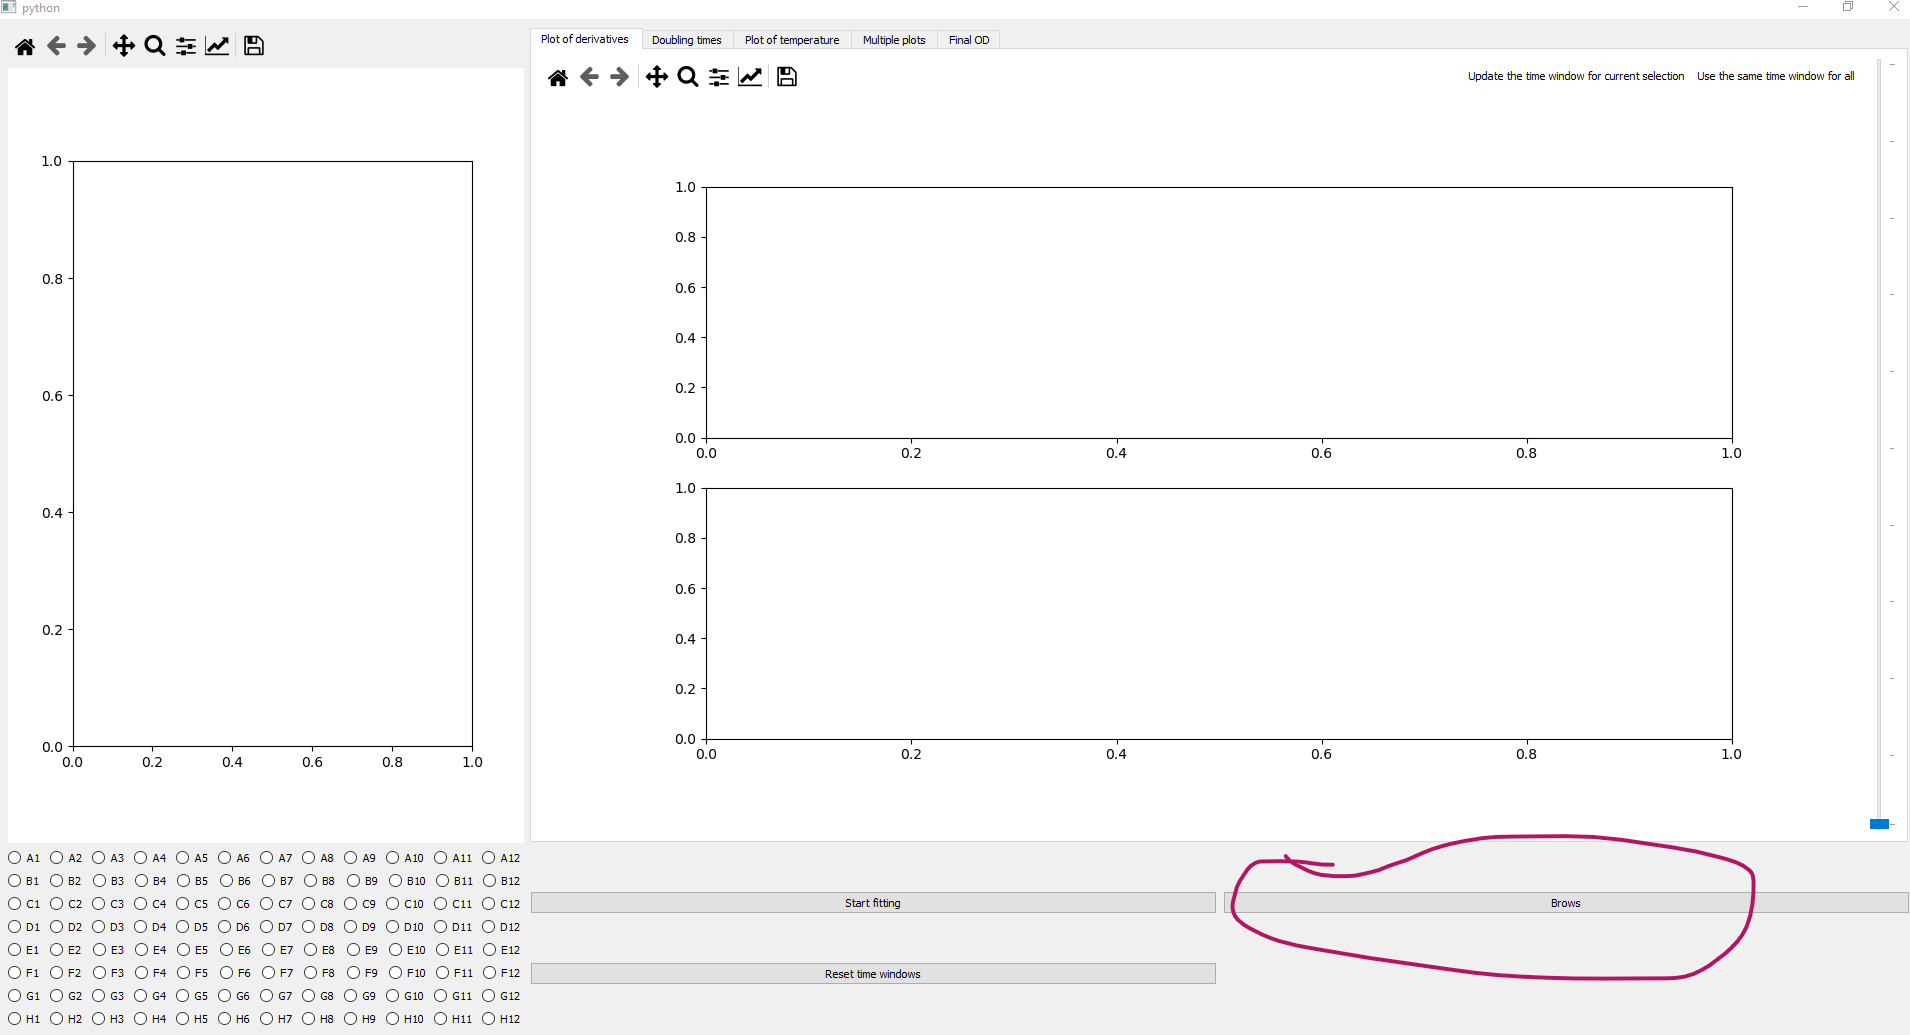 python
Plot of derivatives Doubling times Plot of temperature Multiple plots Final OD
Update the time window for current selection Use the same time window for all
1.0
0.8
0.6
0.4
0.2
0.0
0.0 0.2 0.4 0.6 0.8 1.0
1.0
0.8
0.6
0.4
0.2
0.0
0.0 0.2 0.4 0.6 0.8 1.0
1.0
0.8
0.6
0.4
0.2
0.0
0.0 0.2 0.4 0.6 0.8 1.0
A1 A2 A3 A4 A5 A6 A7 A8 A9 A10 A11 A12
B1 B2 B3 B4 B5 B6 B7 B8 B9 B10 B11 B12
C1 C2 C3 C4 C5 C6 C7 C8 C9 C10 C11 C12
D1 D2 D3 D4 D5 D6 D7 D8 D9 D10 D11 D12
E1 E2 E3 E4 E5 E6 E7 E8 E9 E10 E11 E12
F1 F2 F3 F4 F5 F6 F7 F8 F9 F10 F11 F12
G1 G2 G3 G4 G5 G6 G7 G8 G9 G10 G11 G12
H1 H2 H3 H4 H5 H6 H7 H8 H9 H10 H11 H12
Start fitting Brows
Reset time windows